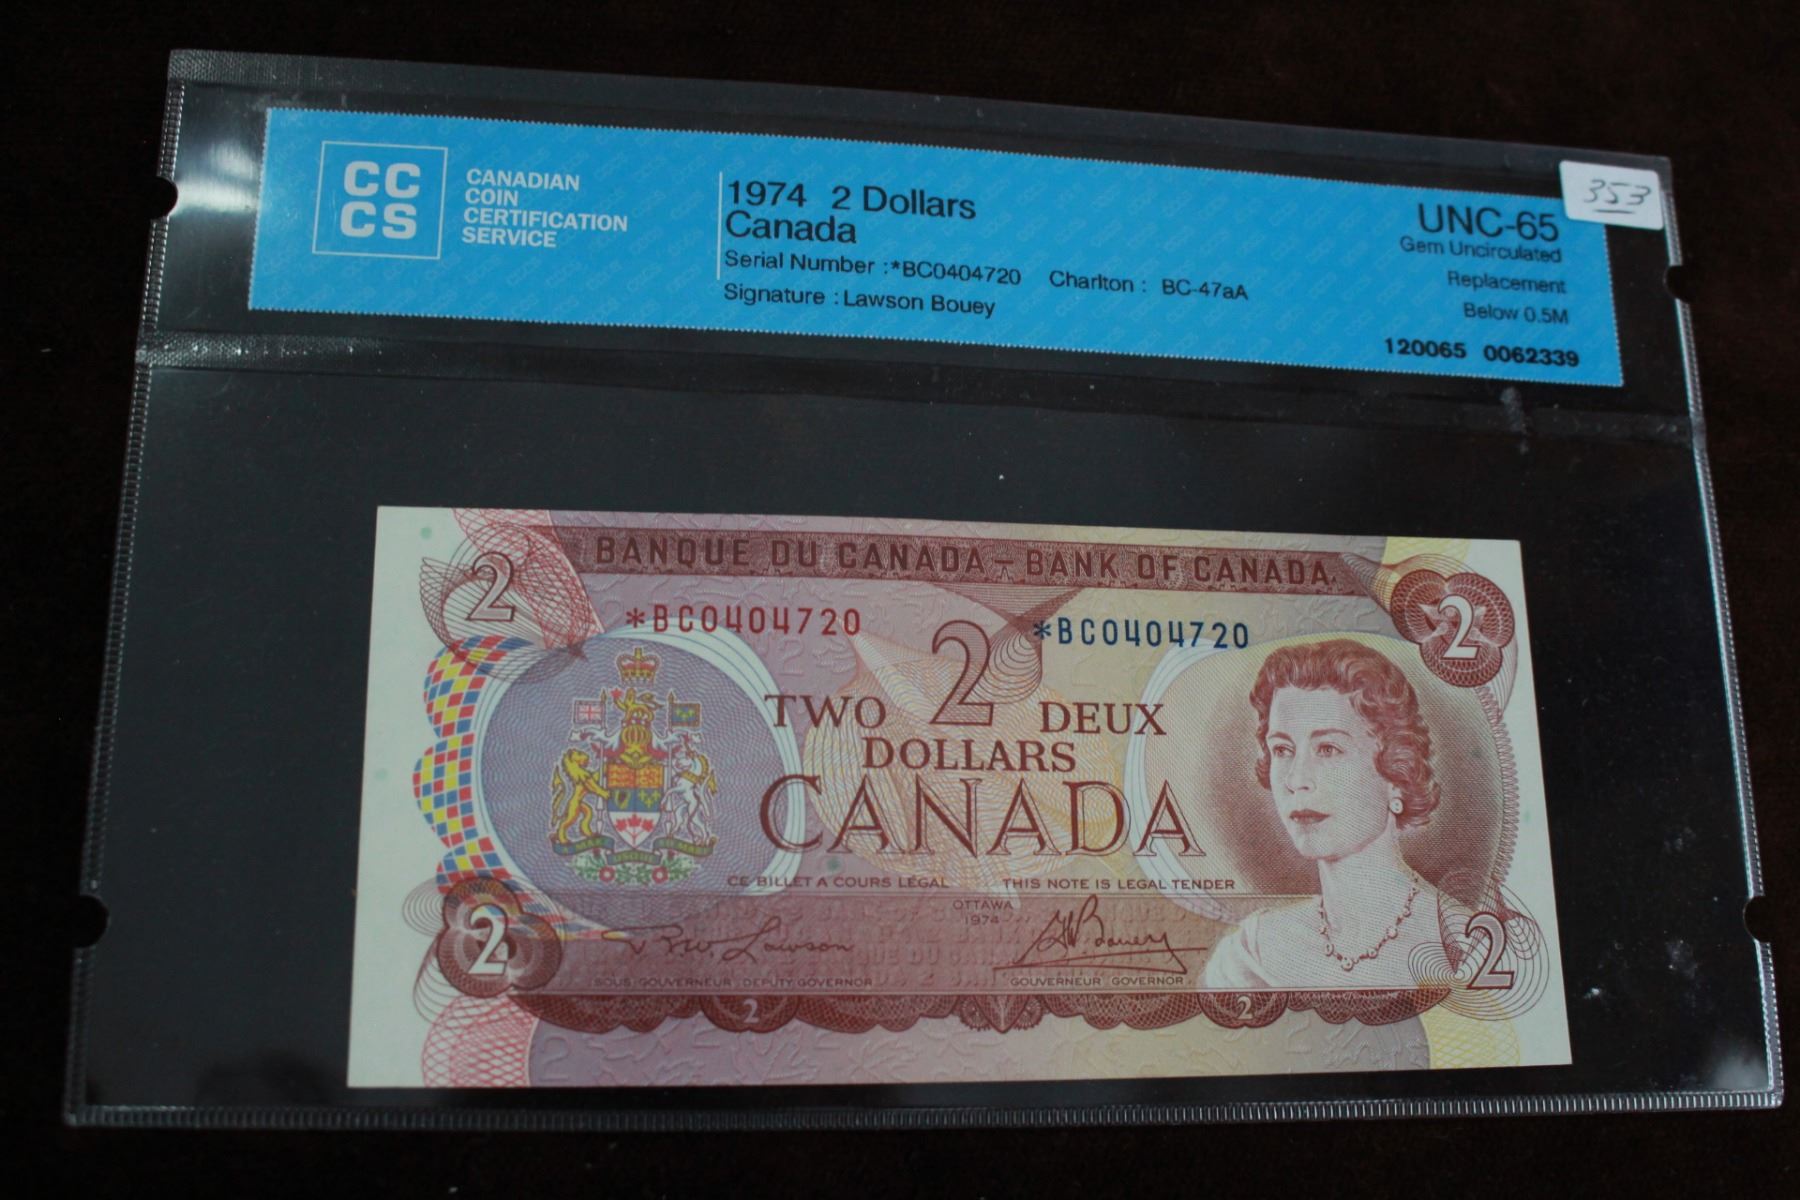 353
CC
CS
CANADIAN
COIN
CERTIFICATION
SERVICE
1974 2 Dollars
Canada
Serial Number :*BC0404720 Charlton : BC-47aA
Signature : Lawson Bouey
UNC-65
Gem Uncirculated
Replacement
Below 0.5M
120065 0062339
BANQUE DU CANADA – BANK OF CANADA
2
2
*BC0404720
*BC0404720
2
TWO DEUX
DOLLARS
CANADA
CE BILLET A COURS LEGAL THIS NOTE IS LEGAL TENDER
OTTAWA
1974
SOUS-GOUVERNEUR DEPUTY GOVERNOR
GOUVERNEUR GOVERNOR
2
2
2
2